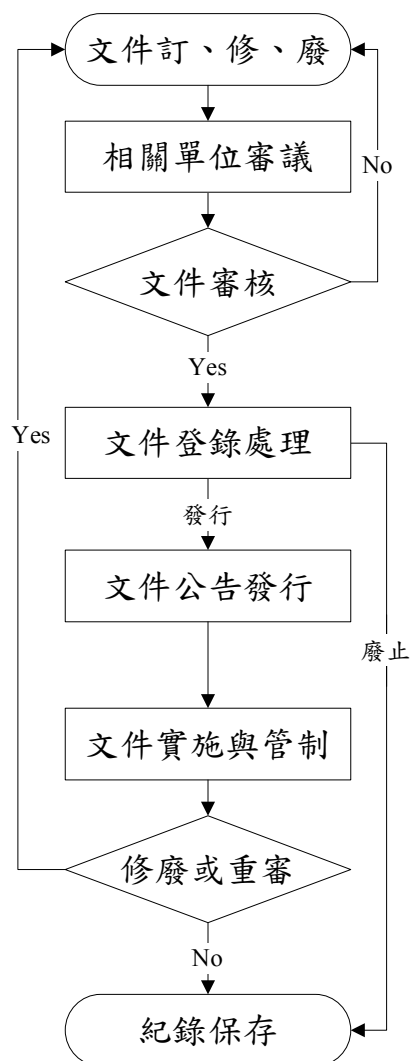 文件訂、修、廢
相關單位審議
No
文件審核
Yes
Yes
文件登錄處理
發行
文件公告發行
廢止
文件實施與管制
修廢或重審
No
紀錄保存